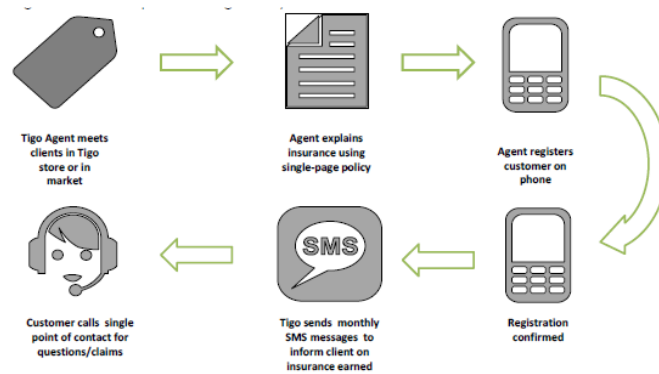 Tigo Agent meets
clients in Tigo
store or in
market
Agent explains
insurance using
single-page policy
Agent registers
customer on
phone
SMS
Customer calls single
point of contact for
questions/claims
Tigo sends monthly
SMS messages to
inform client on
insurance earned
Registration
confirmed